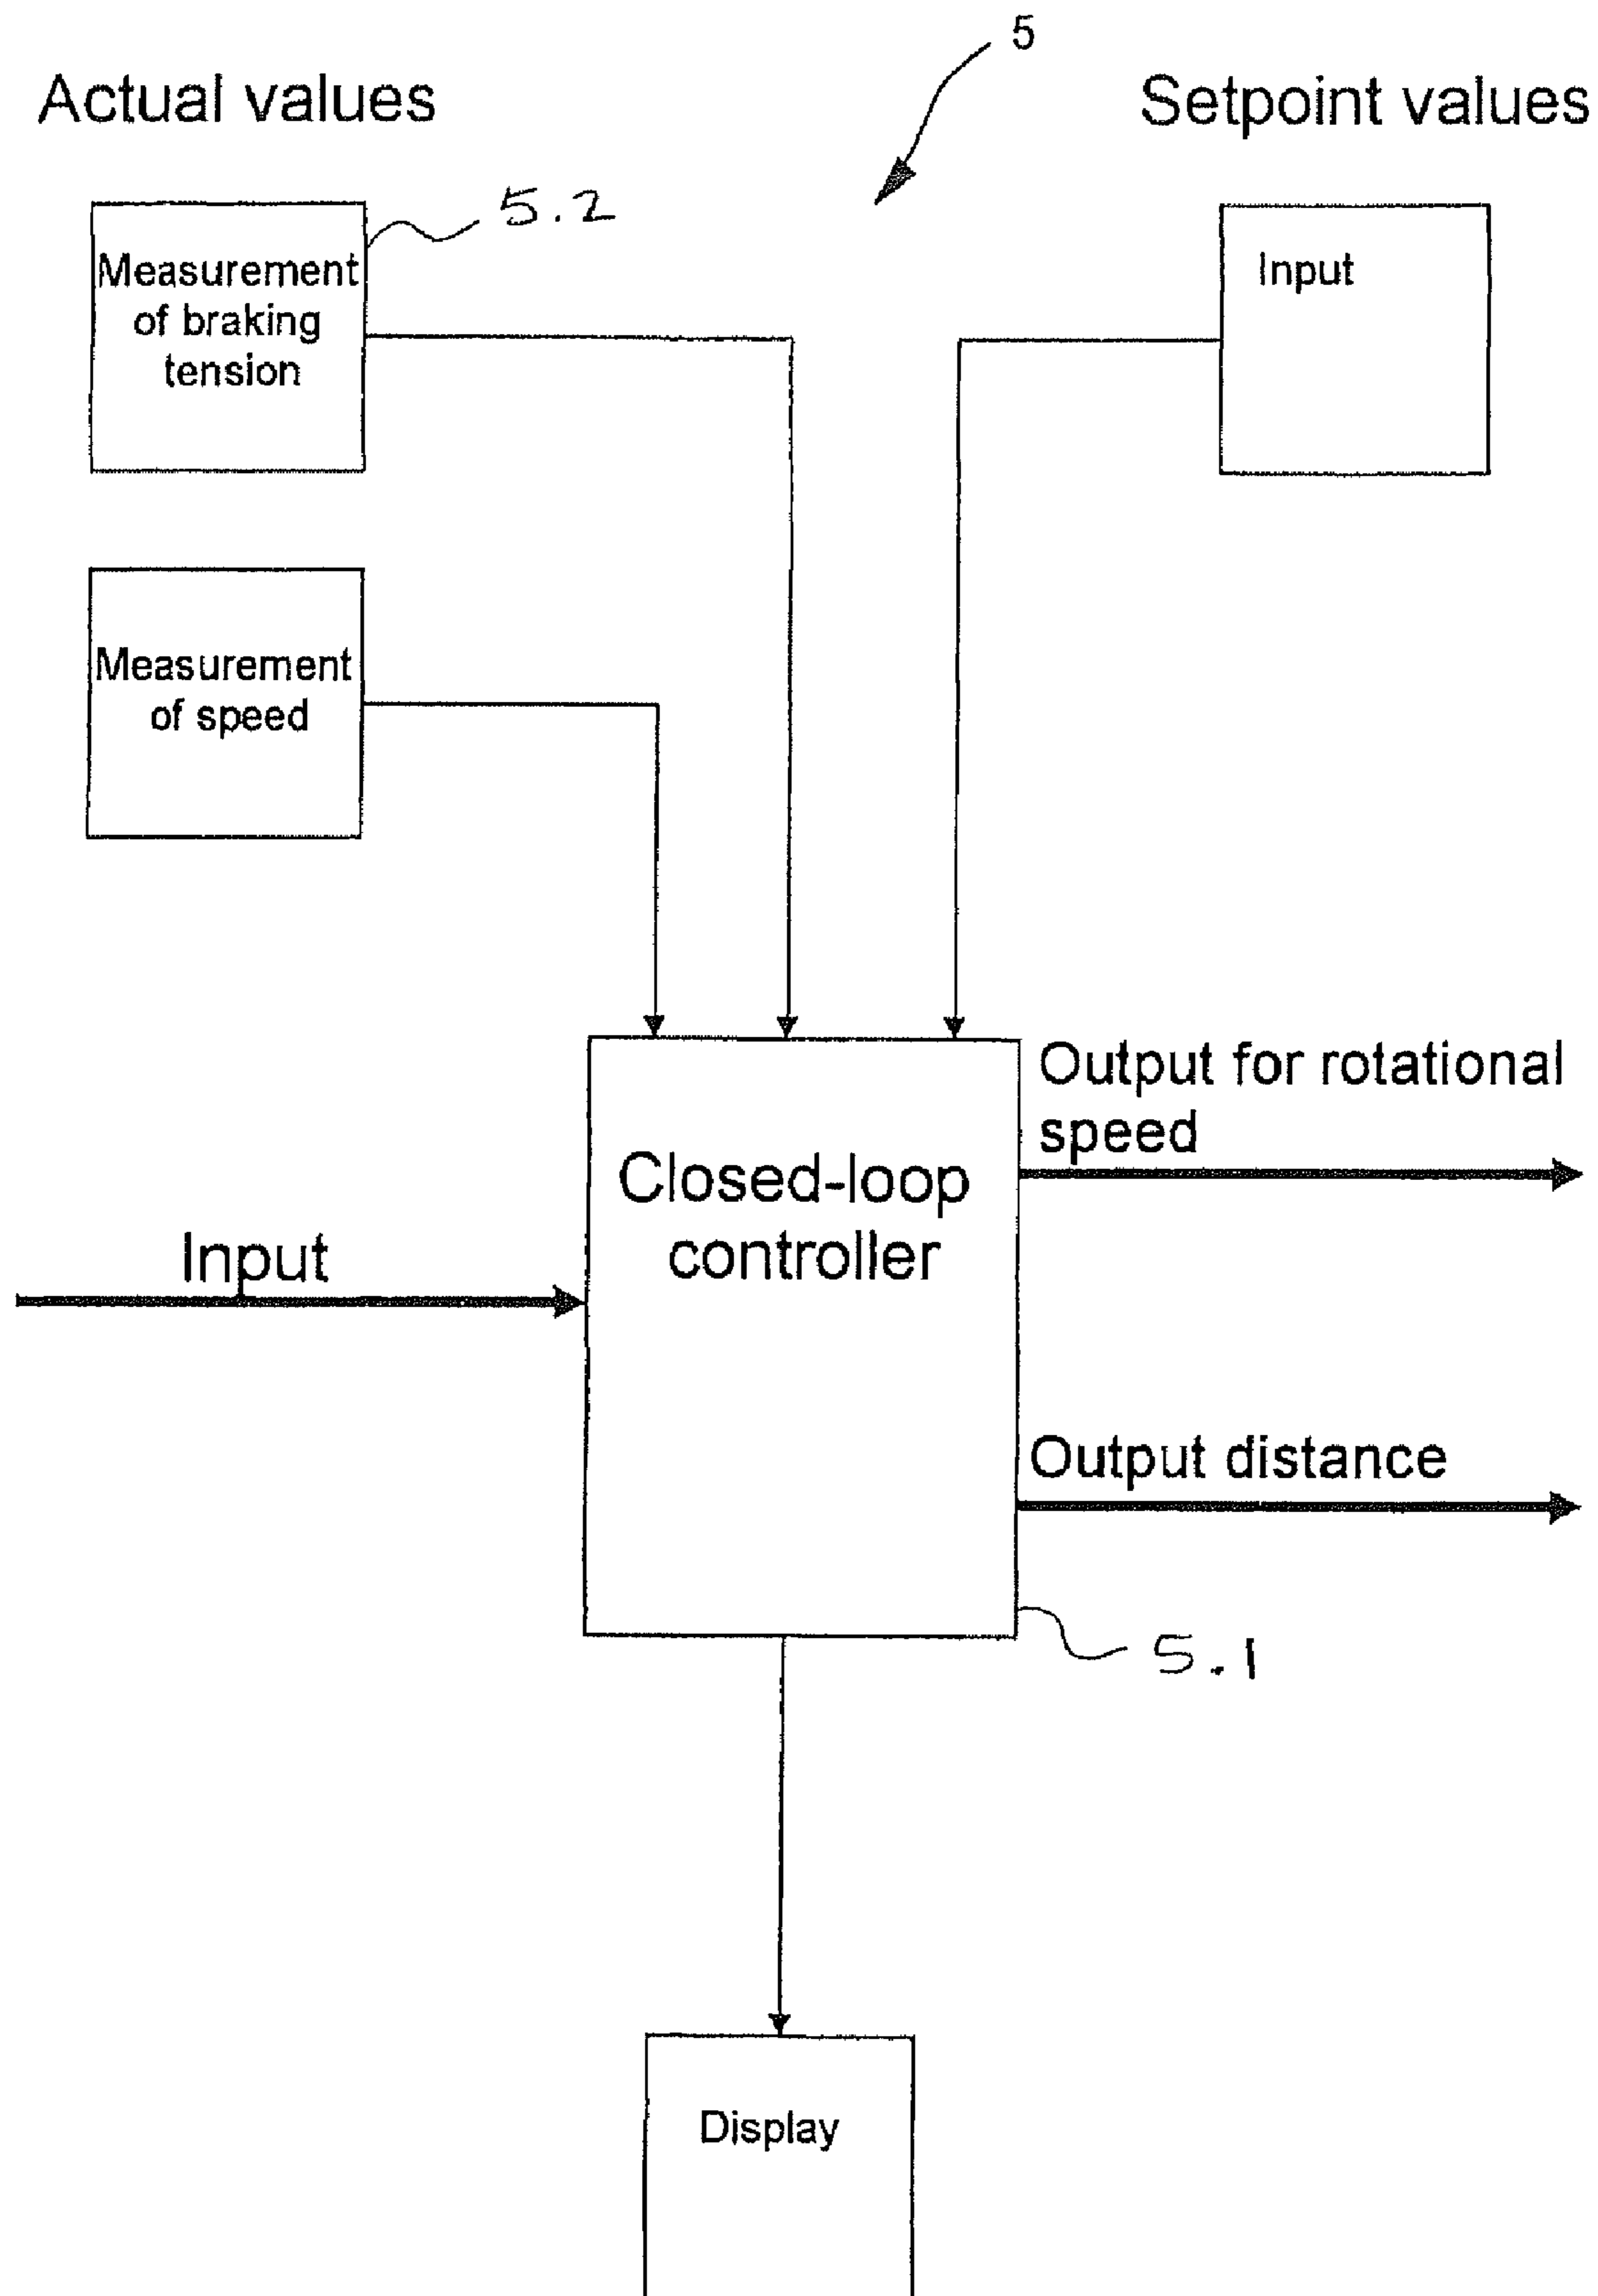 5
Actual values
Setpoint values
5.2
Measurement
of braking
tension
Input
Measurement
of speed
Output for rotational
speed
Closed-loop
controller
Input
Output distance
5.1
Display